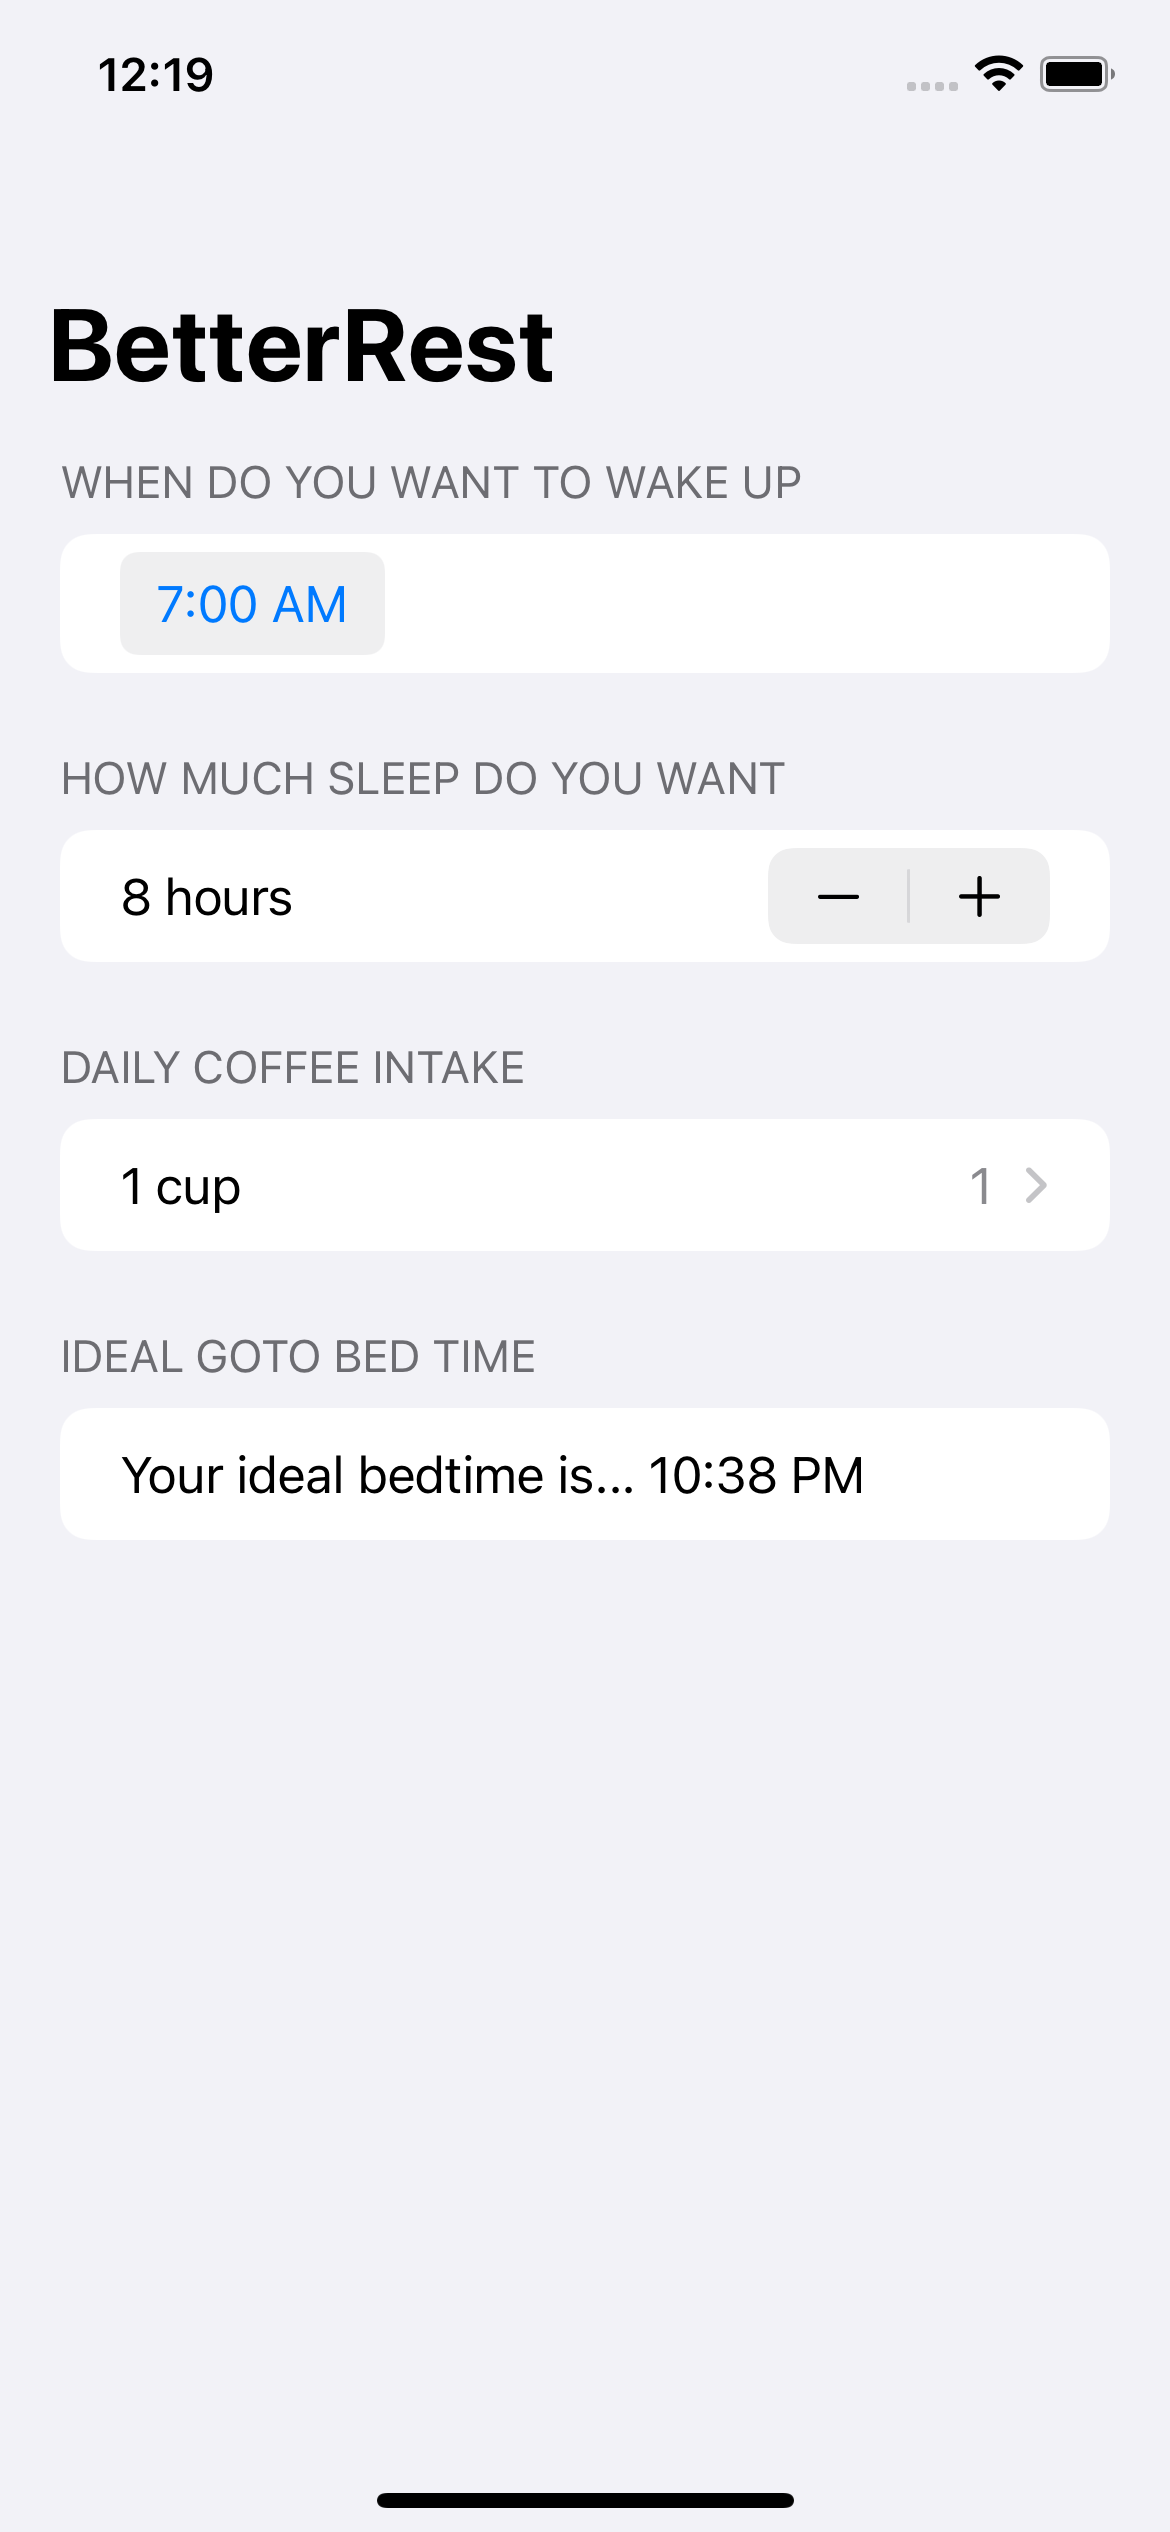 12:19
BetterRest
WHEN DO YOU WANT TO WAKE UP
7:00 AM
HOW MUCH SLEEP DO YOU WANT
8 hours
DAILY COFFEE INTAKE
1 cup 1
IDEAL GOTO BED TIME
Your ideal bedtime is... 10:38 PM